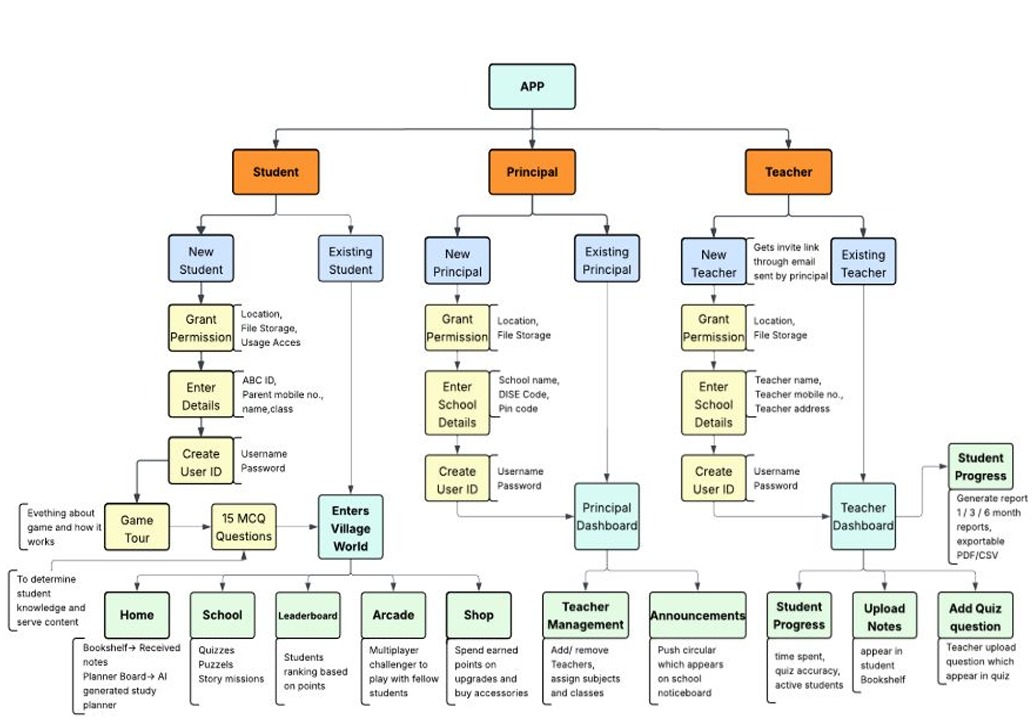 APP
Student
Principal
Teacher
New
Student
Existing
Student
New
Principal
Existing
Principal
New
Teacher
Gets invite link
through email
sent by principal
Existing
Teacher
Grant
Permission
Location,
File Storage,
Usage Acces
Grant
Permission
Location,
File Storage
Grant
Permission
Location,
File Storage
Enter
Details
ABC ID,
Parent mobile no.,
name,class
Enter
School
Details
School name,
DISE Code,
Pin code
Enter
School
Details
Teacher name,
Teacher mobile no.,
Teacher address
Create
User ID
Username
Password
Create
User ID
Username
Password
Create
User ID
Username
Password
Student
Progress
Generate report
1 / 3 / 6 month
reports,
exportable
PDF/CSV
Evething about
game and how it
works
Game
Tour
15 MCQ
Questions
Enters
Village
World
Principal
Dashboard
Teacher
Dashboard
To determine
student
knowledge and
serve content
Home
School
Leaderboard
Arcade
Shop
Teacher
Management
Announcements
Student
Progress
Upload
Notes
Add Quiz
question
Bookshelf→ Received
notes
Planner Board→ AI
generated study
planner
Quizzes
Puzzels
Story missions
Students
ranking based
on points
Multiplayer
challenger to
play with fellow
students
Spend earned
points on
upgrades and
buy accessories
Add/ remove
Teachers,
assign subjects
and classes
Push circular
which appears
on school
noticeboard
time spent,
quiz accuracy,
active students
appear in
student
Bookshelf
Teacher upload
question which
appear in quiz